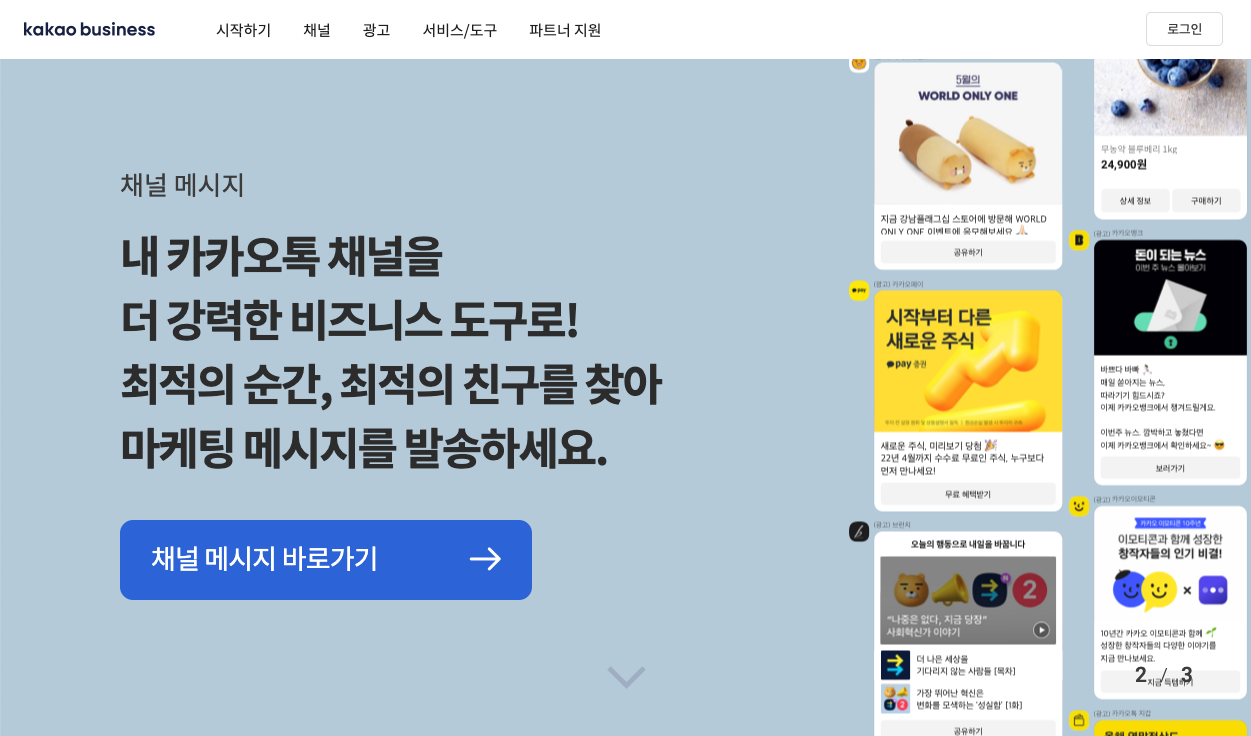 kakao business
시작하기
채널
광고
서비스/도구
파트너 지원
로그인
채널 메시지
내 카카오톡 채널을
더 강력한 비즈니스 도구로!
최적의 순간, 최적의 친구를 찾아
마케팅 메시지를 발송하세요.
채널 메시지 바로가기
5월의
WORLD ONLY ONE
지금 강남플래그십 스토어에 방문해 WORLD
ONLY ONE 이벤트에 응모해보세요
공유하기
(광고) 카카오페이
pay
시작부터 다른
새로운 주식
pay 증권
새로운 주식, 미리보기 당첨
22년 4월까지 수수료 무료인 주식, 누구보다
먼저 만나세요!
무료 혜택받기
(광고) 브런치
오늘의 행동으로 내일을 바꿉니다
2
“나중은 없다, 지금 당장”
사회혁신가 이야기
더 나은 세상을
기다리지 않는 사람들 [목차]
가장 뛰어난 혁신은
변화를 모색하는 '성실함' [1화]
공유하기
무농약 블루베리 1kg
24,900원
상세 정보
구매하기
(광고) 카카오뱅크
B
돈이 되는 뉴스
이번 주 뉴스 몰아보기
바쁘다 바빠
매일 쏟아지는 뉴스,
따라가기 힘드시죠?
이제 카카오뱅크에서 챙겨드릴게요.
이번주 뉴스. 깜박하고 놓쳤다면
이제 카카오뱅크에서 확인하세요~
보러가기
(광고) 카카오이모티콘
카카오 이모티콘 10주년
이모티콘과 함께 성장한
창작자들의 인기 비결!
10년간 카카오 이모티콘과 함께
성장한 창작자들의 다양한 이야기를
지금 만나보세요.
지금 득템하기
2 / 3
(광고) 카카오톡 지갑
올해 연말정산도